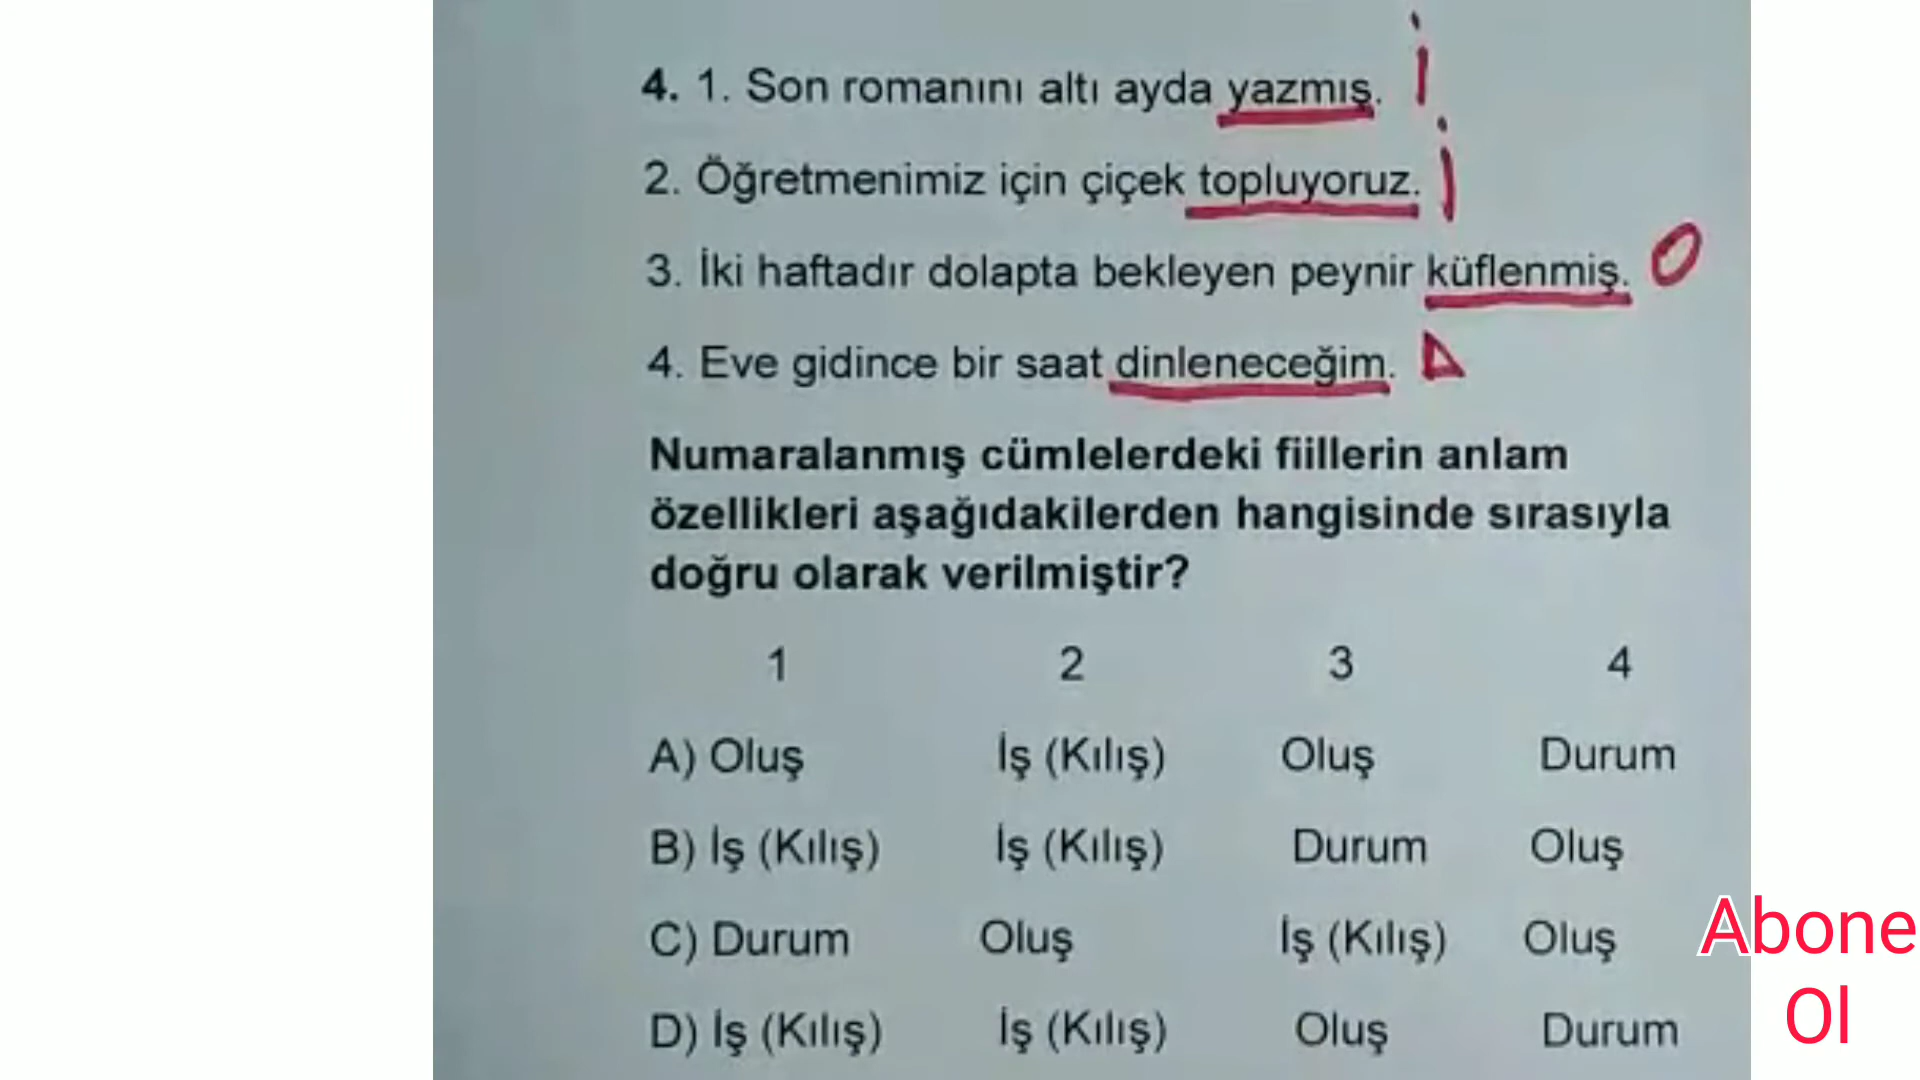 4. 1. Son romanını altı ayda yazmış. i
2. Öğretmenimiz için çiçek topluyoruz. i
3. İki haftadır dolapta bekleyen peynir küflenmiş. O
4. Eve gidince bir saat dinleneceğim. D
Numaralanmış cümlelerdeki fiillerin anlam
özellikleri aşağıdakilerden hangisinde sırasıyla
doğru olarak verilmiştir?
1 2 3 4
A) Oluş İş (Kılış) Oluş Durum
B) İş (Kılış) İş (Kılış) Durum Oluş
C) Durum Oluş İş (Kılış) Oluş
D) İş (Kılış) İş (Kılış) Oluş Durum
Abone
Ol